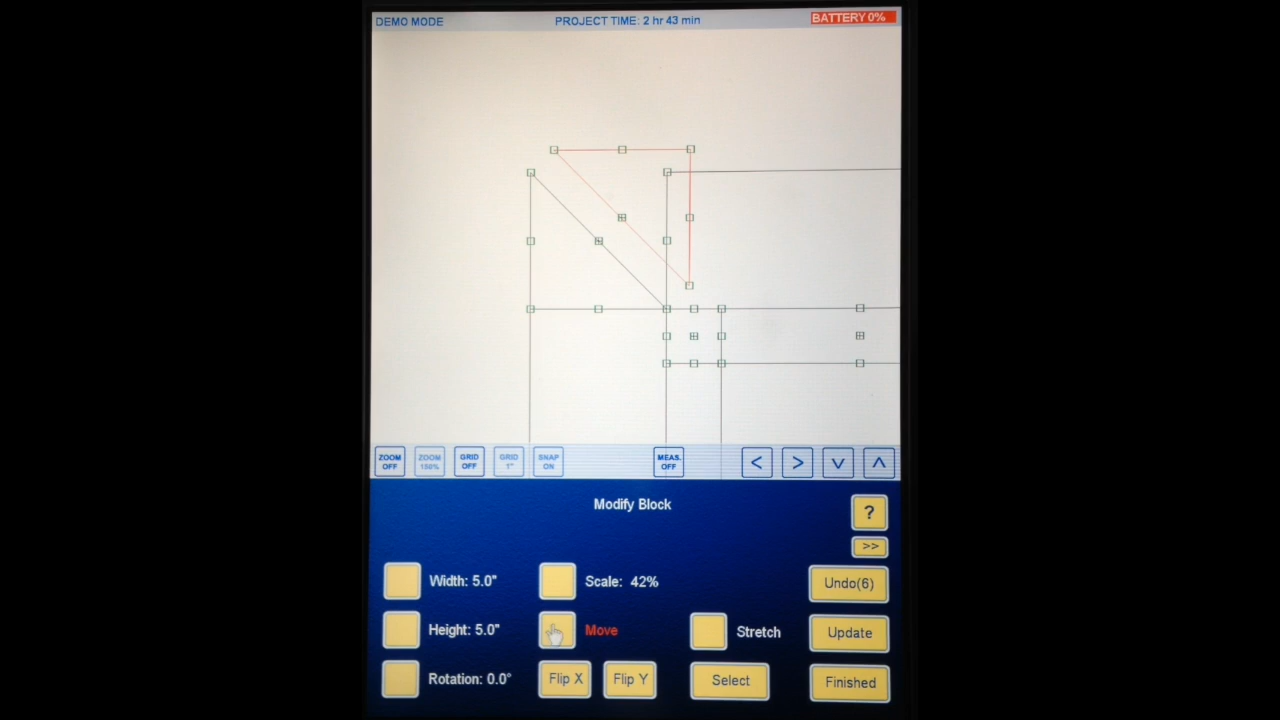 DEMO MODE PROJECT TIME: 2 hr 43 min BATTERY 0%
ZOOM OFF ZOOM 150% GRID OFF GRID 1" SNAP ON MEAS. OFF < > V Λ
Modify Block
?
>>
Width: 5.0" Scale: 42% Undo(6)
Height: 5.0" Move Stretch Update
Rotation: 0.0° Flip X Flip Y Select Finished